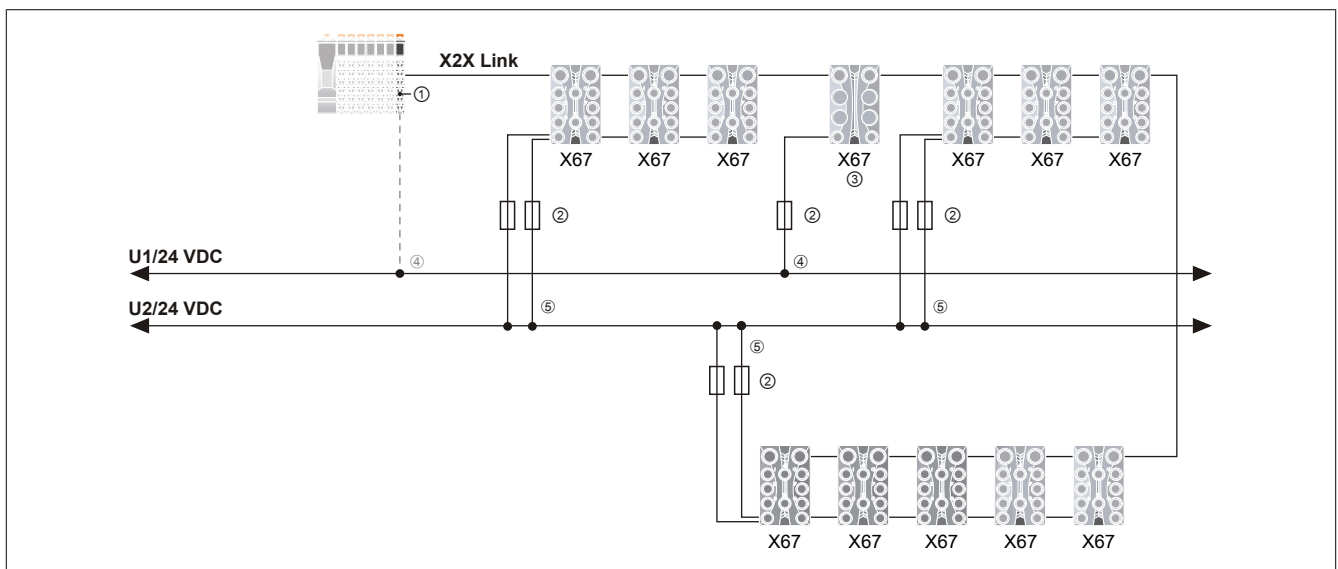 X2X Link
①
X67 X67 X67 X67 X67 X67 X67
③
② ② ②
U1/24 VDC ④ ④
U2/24 VDC ⑤ ⑤
⑤
②
X67 X67 X67 X67 X67